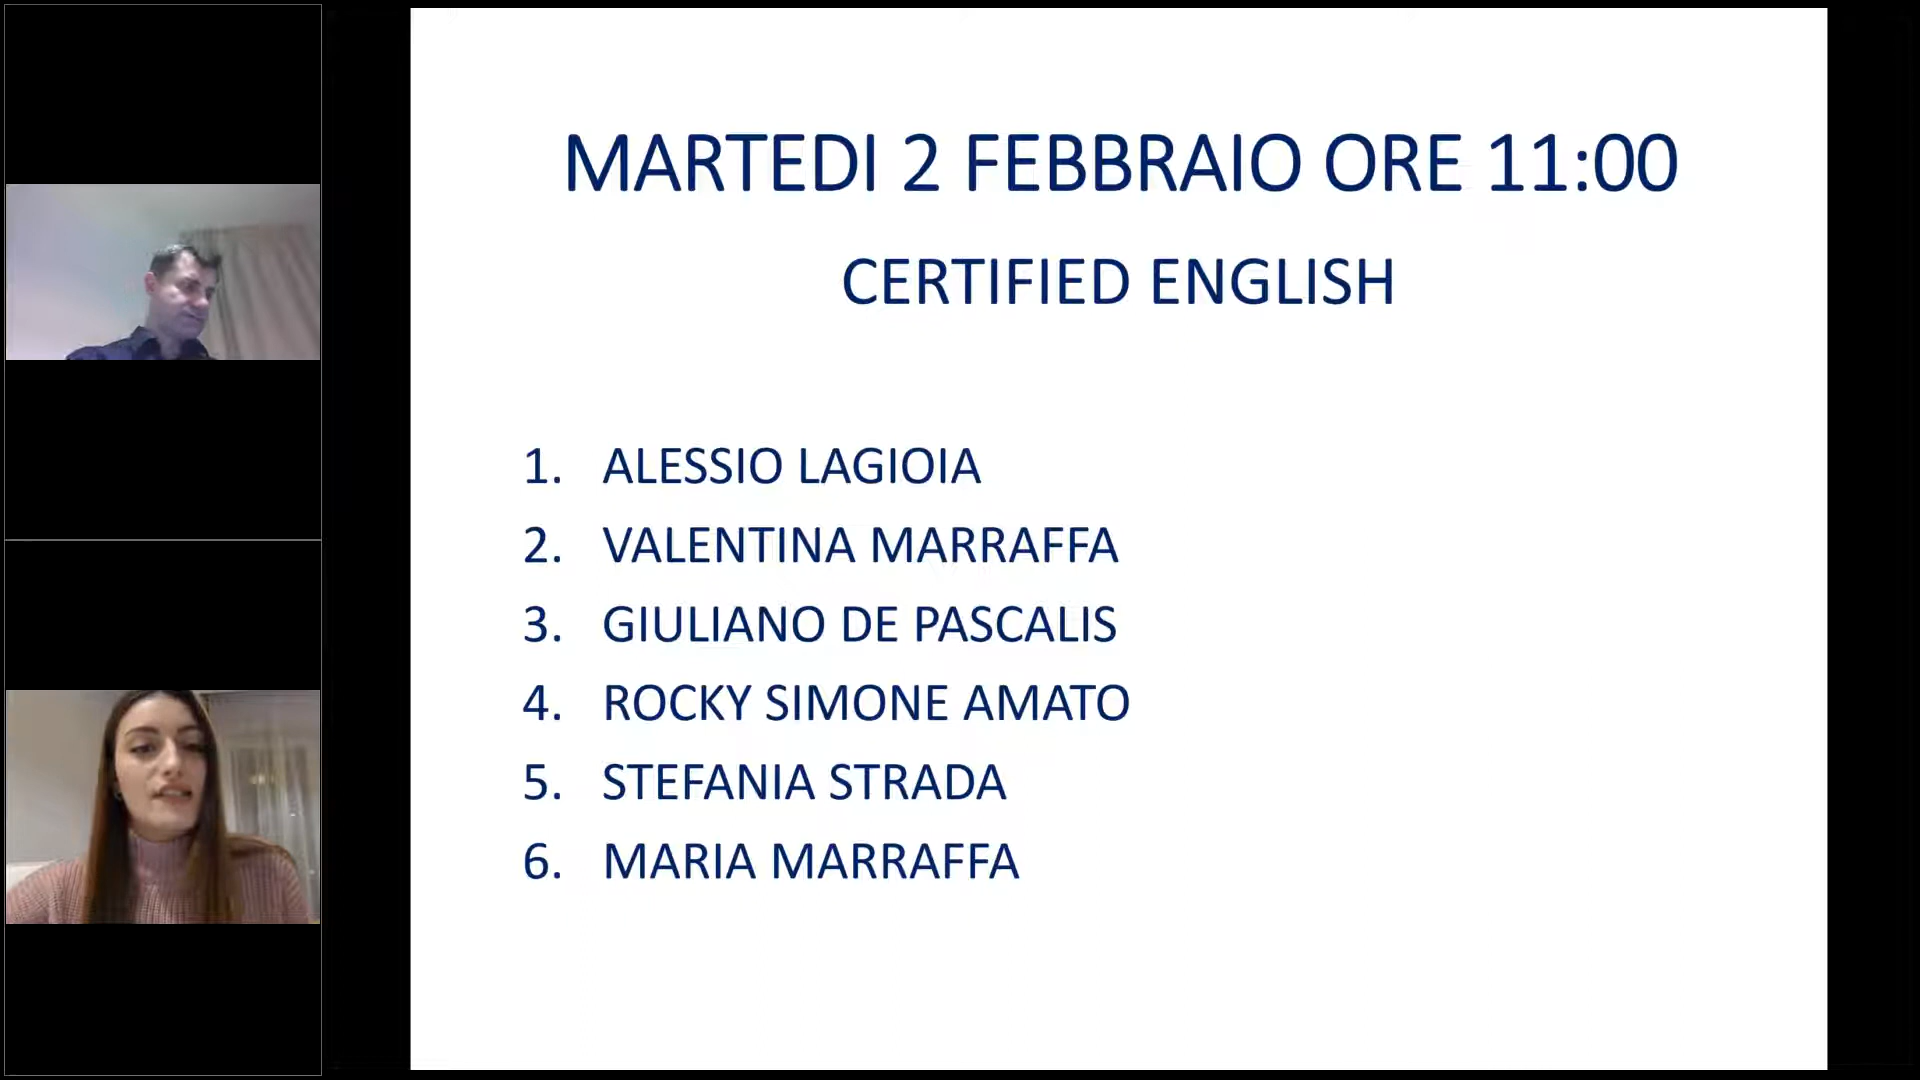 MARTEDI 2 FEBBRAIO ORE 11:00
CERTIFIED ENGLISH
1. ALESSIO LAGIOIA
2. VALENTINA MARRAFFA
3. GIULIANO DE PASCALIS
4. ROCKY SIMONE AMATO
5. STEFANIA STRADA
6. MARIA MARRAFFA